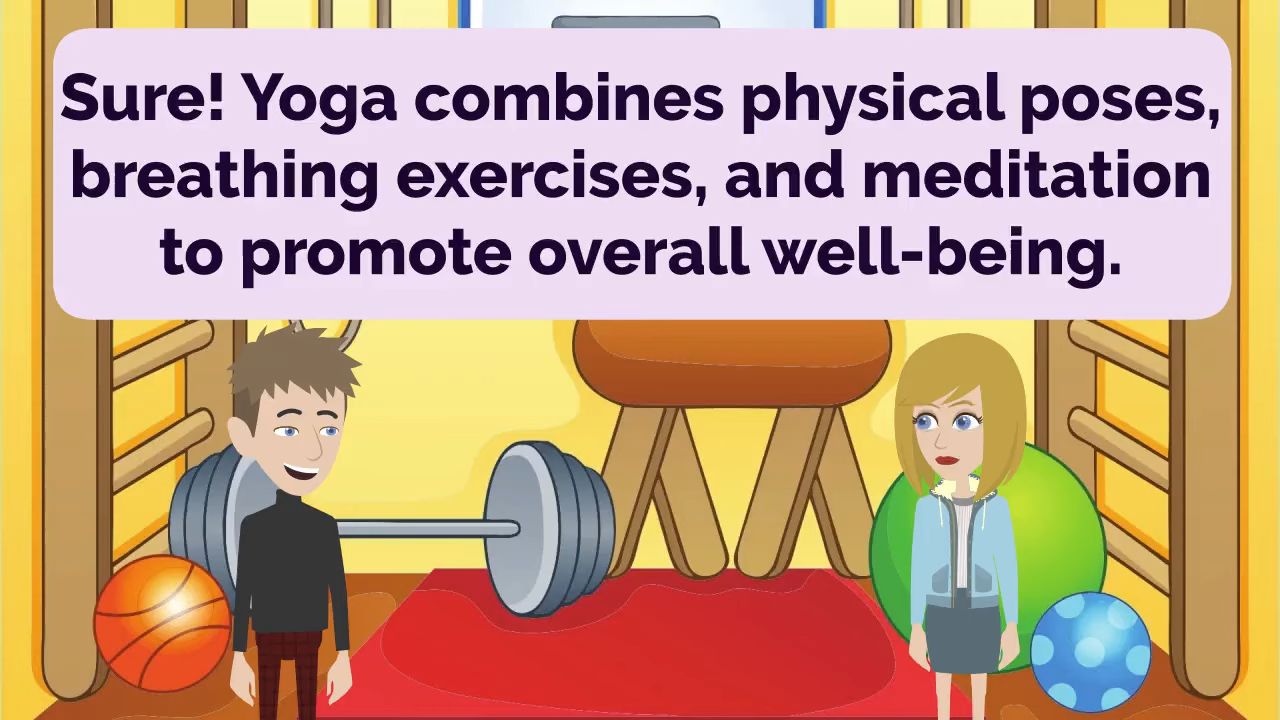 Sure! Yoga combines physical poses,
breathing exercises, and meditation
to promote overall well-being.